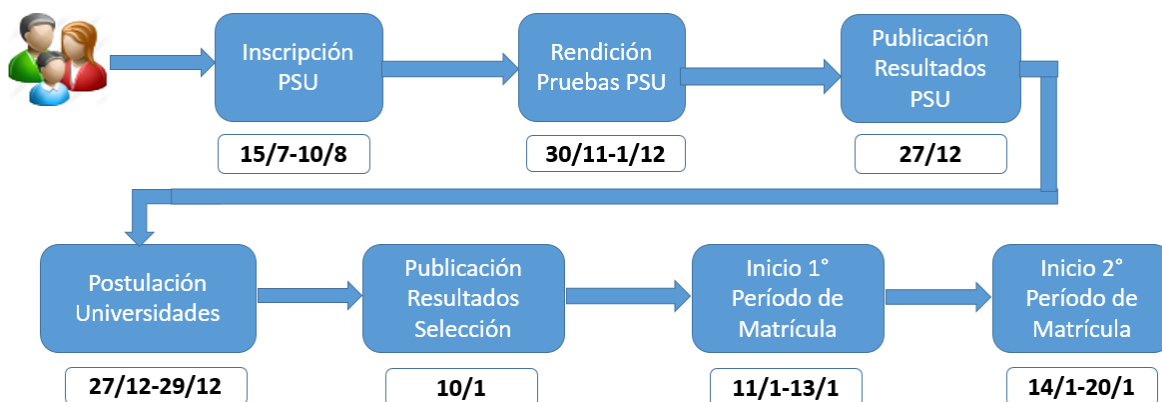 Inscripción
PSU
15/7-10/8
Rendición
Pruebas PSU
30/11-1/12
Publicación
Resultados
PSU
27/12
Postulación
Universidades
27/12-29/12
Publicación
Resultados
Selección
10/1
Inicio 1°
Período de
Matrícula
11/1-13/1
Inicio 2°
Período de
Matrícula
14/1-20/1